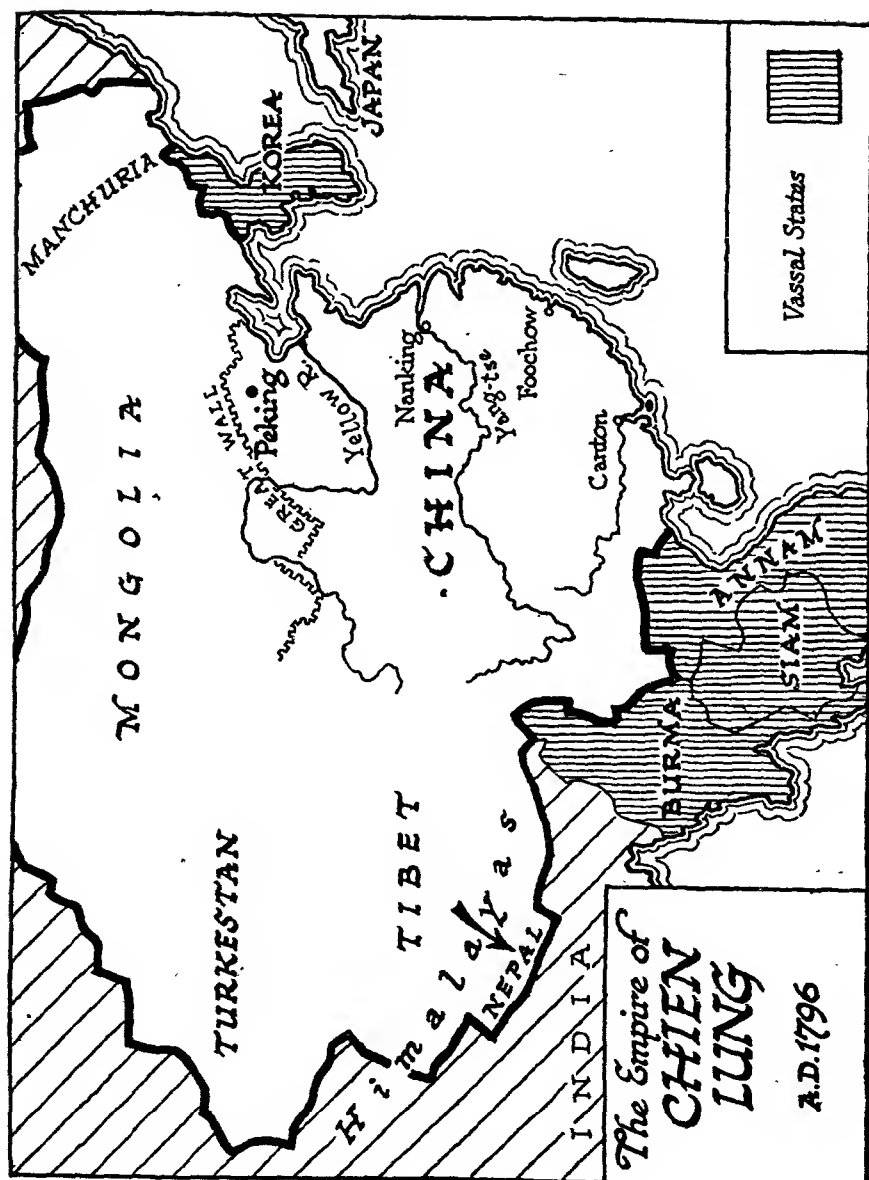 MANCHURIA
MONGOLIA
KOREA
JAPAN
GREAT WALL
Peking
Yellow R.
TURKESTAN
CHINA
Nanking
Yang-tse
Foochow
TIBET
Canton
Himalayas
NEPAL
INDIA
BURMA
SIAM
ANNAM
The Empire of
CHIEN
LUNG
A.D. 1796
Vassal Status